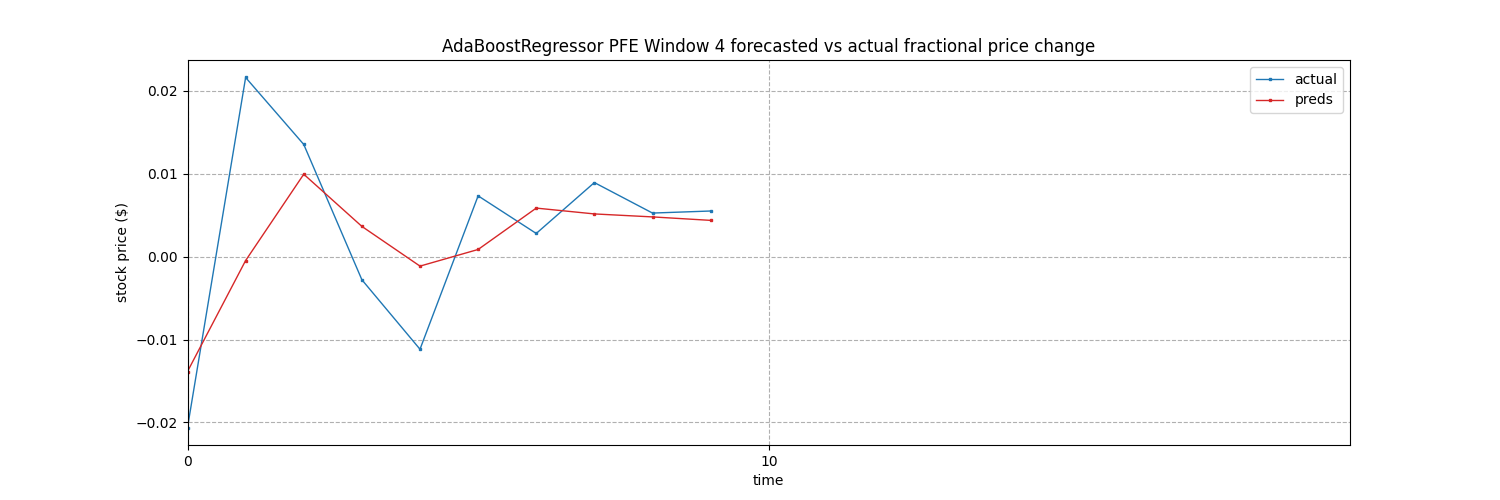 AdaBoostRegressor PFE Window 4 forecasted vs actual fractional price change
actual
preds
0.02
0.01
0.00
−0.01
−0.02
stock price ($)
0
10
time